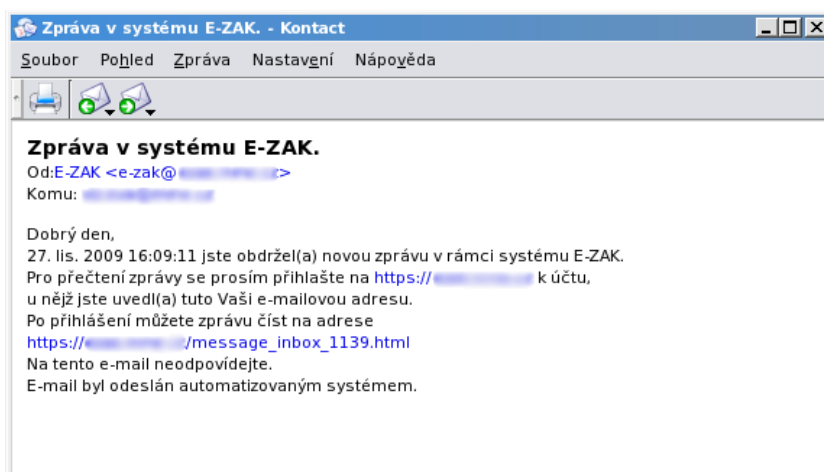 Zpráva v systému E-ZAK. - Kontact
Soubor Pohled Zpráva Nastavení Nápověda
Zpráva v systému E-ZAK.
Od:E-ZAK <e-zak@ >
Komu:
Dobrý den,
27. lis. 2009 16:09:11 jste obdržel(a) novou zprávu v rámci systému E-ZAK.
Pro přečtení zprávy se prosím přihlašte na https:// k účtu,
u nějž jste uvedl(a) tuto Vaši e-mailovou adresu.
Po přihlášení můžete zprávu číst na adrese
https:// /message_inbox_1139.html
Na tento e-mail neodpovídejte.
E-mail byl odeslán automatizovaným systémem.